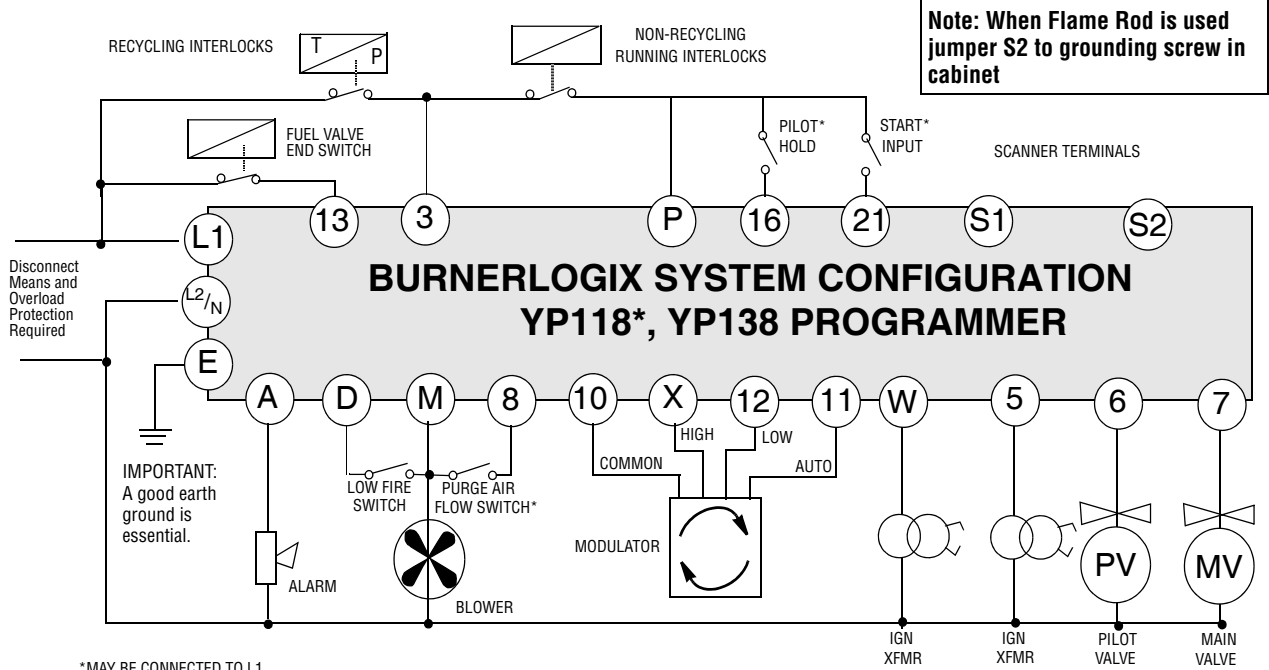 Note: When Flame Rod is used
jumper S2 to grounding screw in
cabinet
RECYCLING INTERLOCKS
T
P
NON-RECYCLING
RUNNING INTERLOCKS
FUEL VALVE
END SWITCH
PILOT*
HOLD
START*
INPUT
SCANNER TERMINALS
13
3
P
16
21
S1
S2
L1
L2/N
E
Disconnect
Means and
Overload
Protection
Required
BURNERLOGIX SYSTEM CONFIGURATION
YP118*, YP138 PROGRAMMER
A
D
M
8
10
X
12
11
W
5
6
7
HIGH
LOW
COMMON
AUTO
IMPORTANT:
A good earth
ground is
essential.
LOW FIRE
SWITCH
PURGE AIR
FLOW SWITCH*
MODULATOR
ALARM
BLOWER
PV
MV
IGN
XFMR
IGN
XFMR
PILOT
VALVE
MAIN
VALVE
*MAY BE CONNECTED TO L1